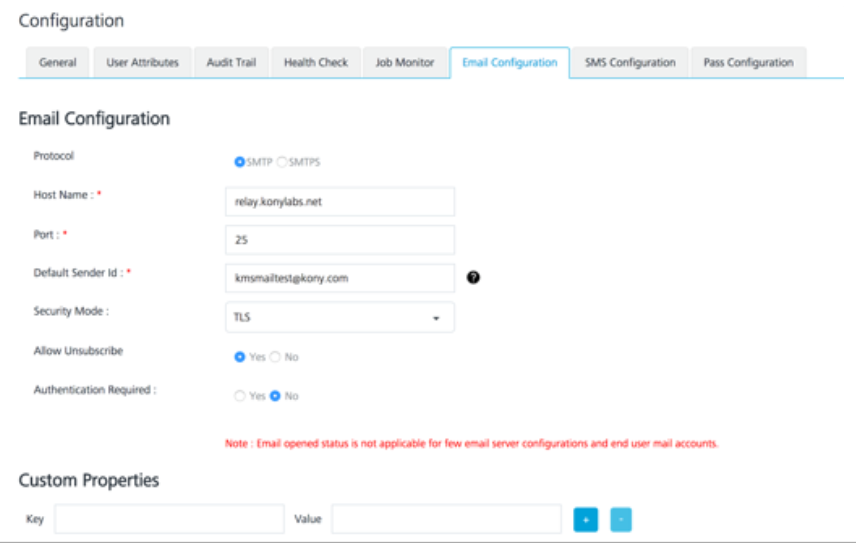 Configuration
General User Attributes Audit Trail Health Check Job Monitor Email Configuration SMS Configuration Pass Configuration
Email Configuration
Protocol SMTP SMTPS
Host Name : * relay.konylabs.net
Port : * 25
Default Sender Id : * kmsmailtest@kony.com ?
Security Mode : TLS
Allow Unsubscribe Yes No
Authentication Required : Yes No
Note : Email opened status is not applicable for few email server configurations and end user mail accounts.
Custom Properties
Key Value + -